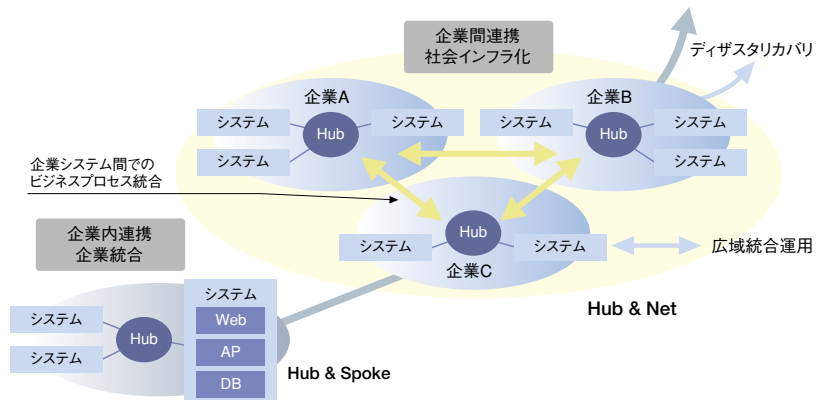 企業間連携
社会インフラ化
ディザスタリカバリ
企業A
システム
Hub
システム
システム
企業B
システム
Hub
システム
システム
企業システム間での
ビジネスプロセス統合
Hub
システム
システム
企業C
広域統合運用
企業内連携
企業統合
Hub & Net
システム
システム
Hub
システム
Web
AP
DB
Hub & Spoke